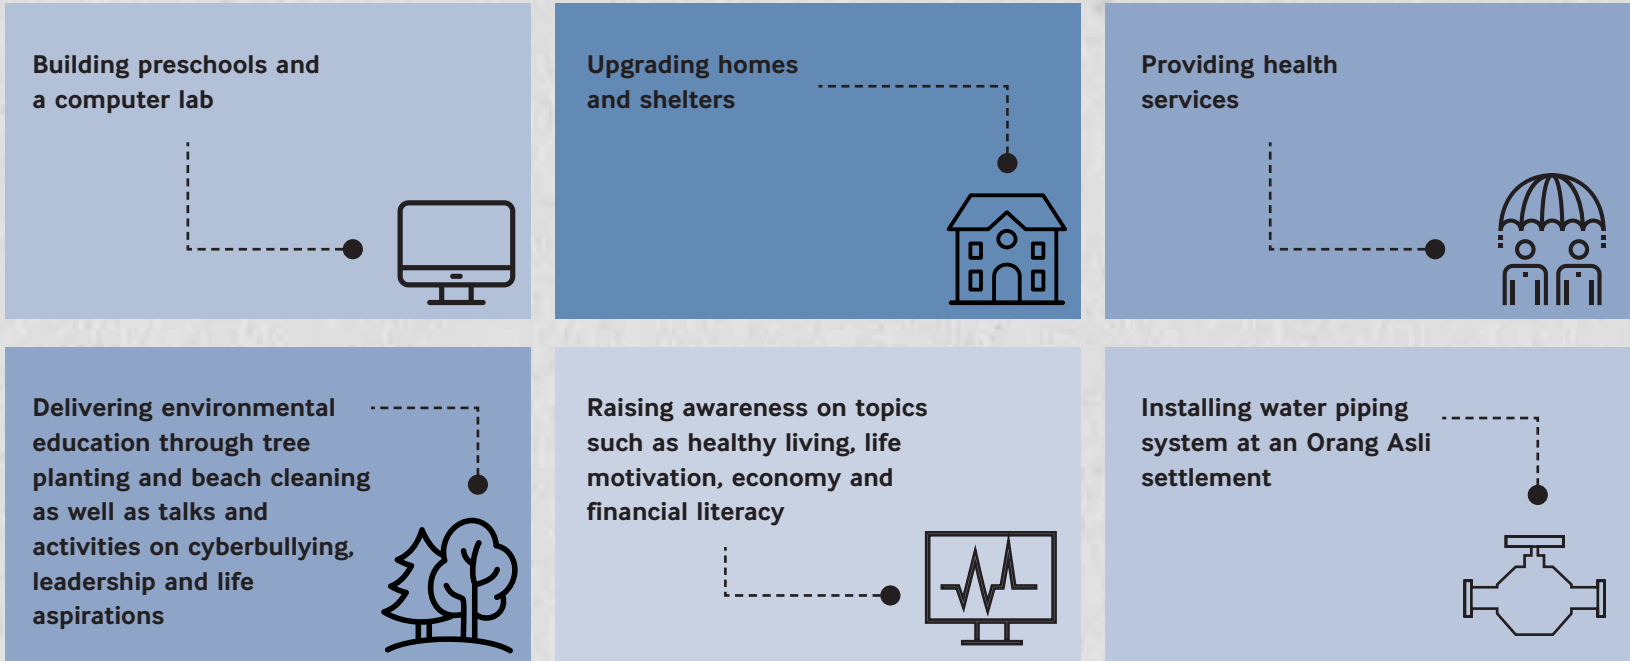 Building preschools and
a computer lab
Upgrading homes
and shelters
Providing health
services
Delivering environmental
education through tree
planting and beach cleaning
as well as talks and
activities on cyberbullying,
leadership and life
aspirations
Raising awareness on topics
such as healthy living, life
motivation, economy and
financial literacy
Installing water piping
system at an Orang Asli
settlement